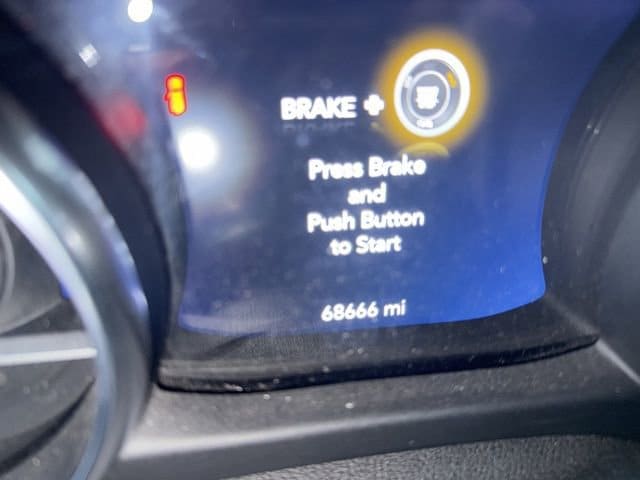 BRAKE +
Press Brake
and
Push Button
to Start
68666 mi